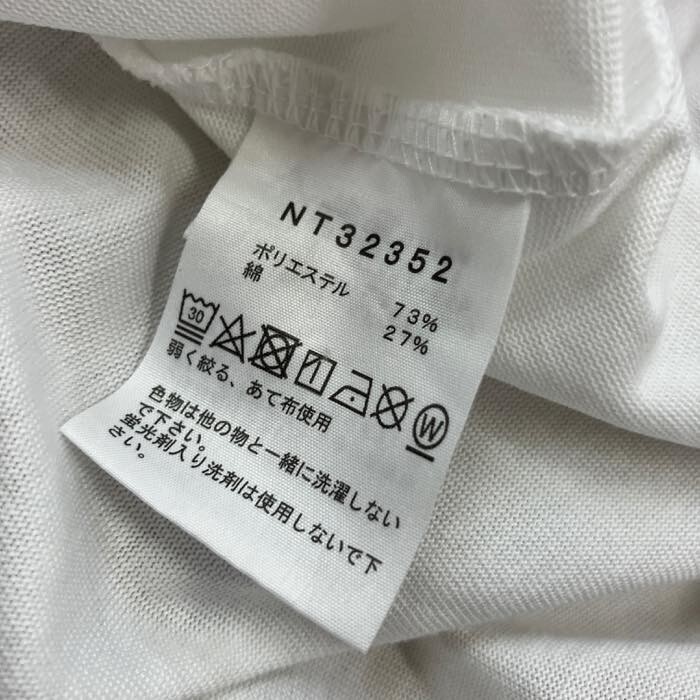 NT32352
ポリエステル 73%
綿 27%
30 W
弱く絞る、あて布使用
色物は他の物と一緒に洗濯しない
で下さい。
蛍光剤入り洗剤は使用しないで下
さい。